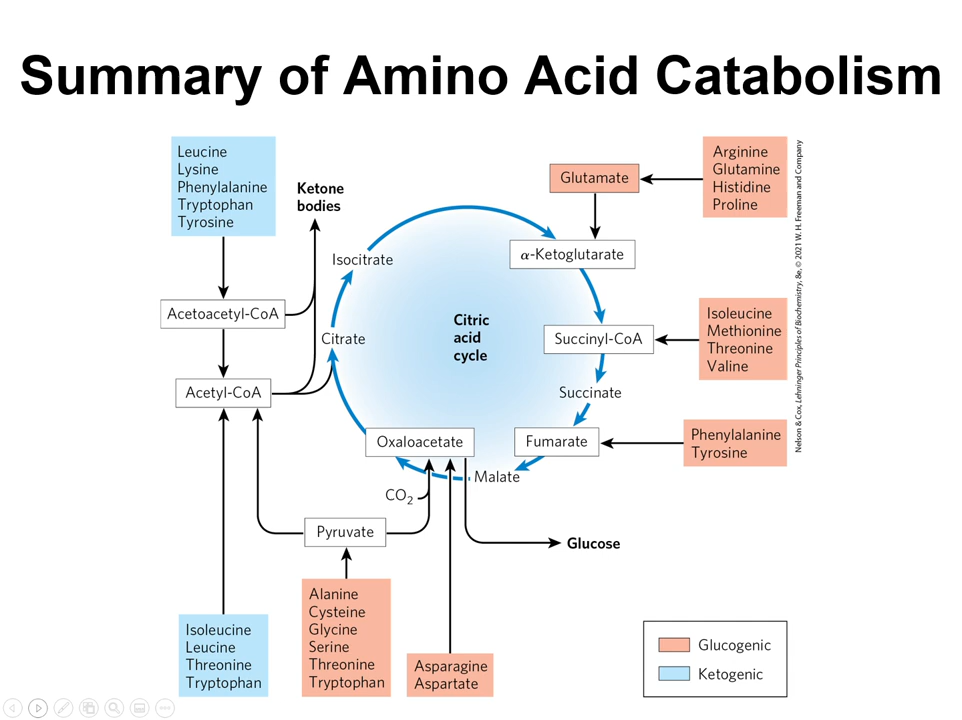 Summary of Amino Acid Catabolism
Leucine
Lysine
Phenylalanine
Tryptophan
Tyrosine
Ketone
bodies
Acetoacetyl-CoA
Acetyl-CoA
Isocitrate
Citrate
Citric
acid
cycle
Glutamate
Arginine
Glutamine
Histidine
Proline
α-Ketoglutarate
Succinyl-CoA
Isoleucine
Methionine
Threonine
Valine
Succinate
Fumarate
Phenylalanine
Tyrosine
Malate
Oxaloacetate
CO₂
Pyruvate
Glucose
Isoleucine
Leucine
Threonine
Tryptophan
Alanine
Cysteine
Glycine
Serine
Threonine
Tryptophan
Asparagine
Aspartate
Glucogenic
Ketogenic
Nelson & Cox, Lehninger Principles of Biochemistry, 8e, © 2021 W. H. Freeman and Company